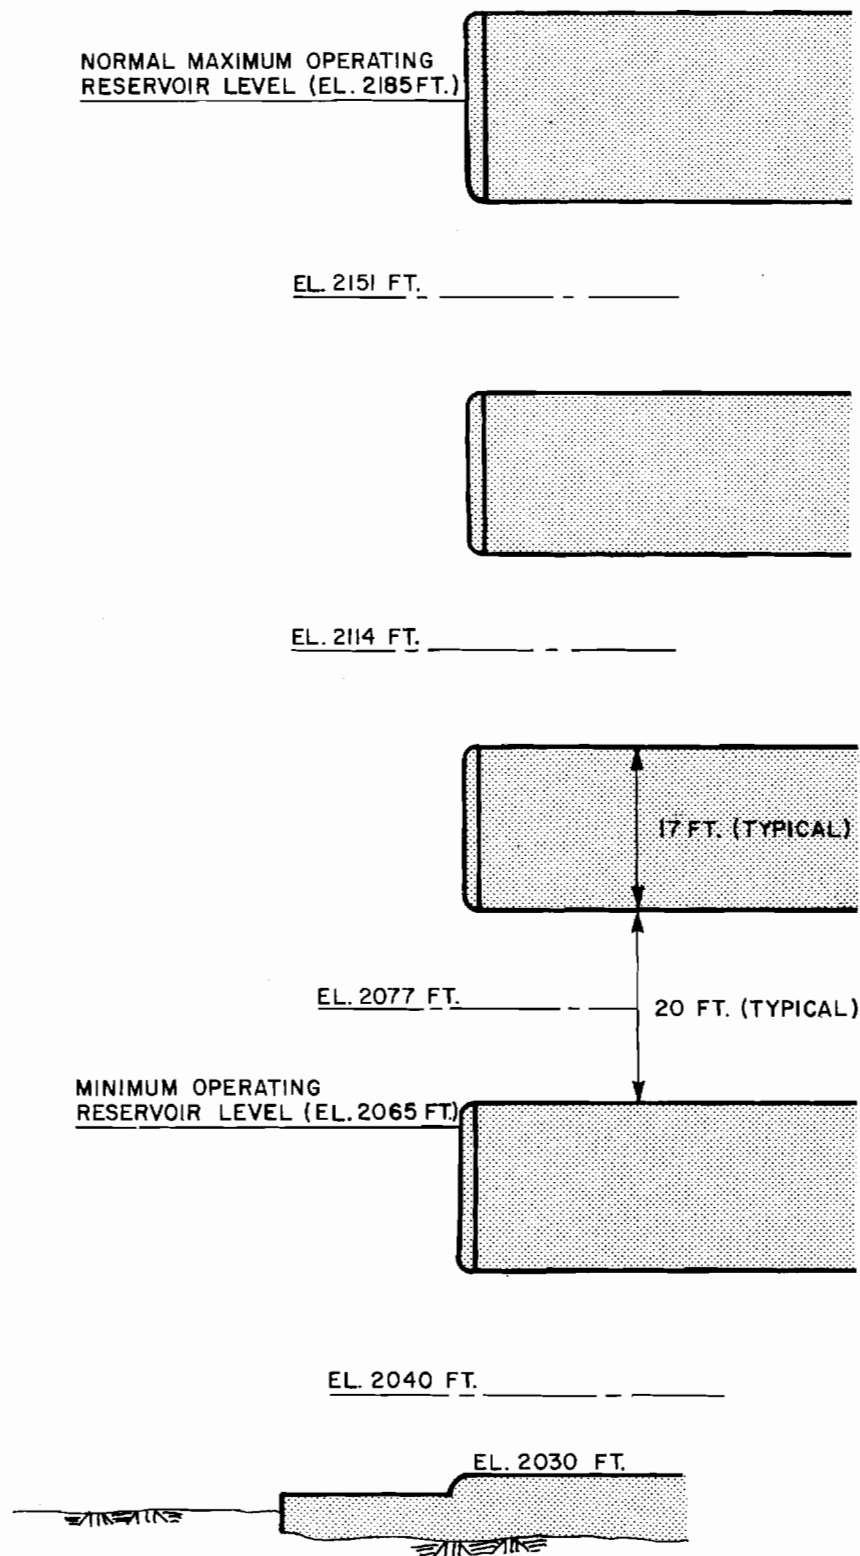 NORMAL MAXIMUM OPERATING
RESERVOIR LEVEL (EL. 2185 FT.)
EL. 2151 FT.
EL. 2114 FT.
17 FT. (TYPICAL)
EL. 2077 FT.
20 FT. (TYPICAL)
MINIMUM OPERATING
RESERVOIR LEVEL (EL. 2065 FT.)
EL. 2040 FT.
EL. 2030 FT.